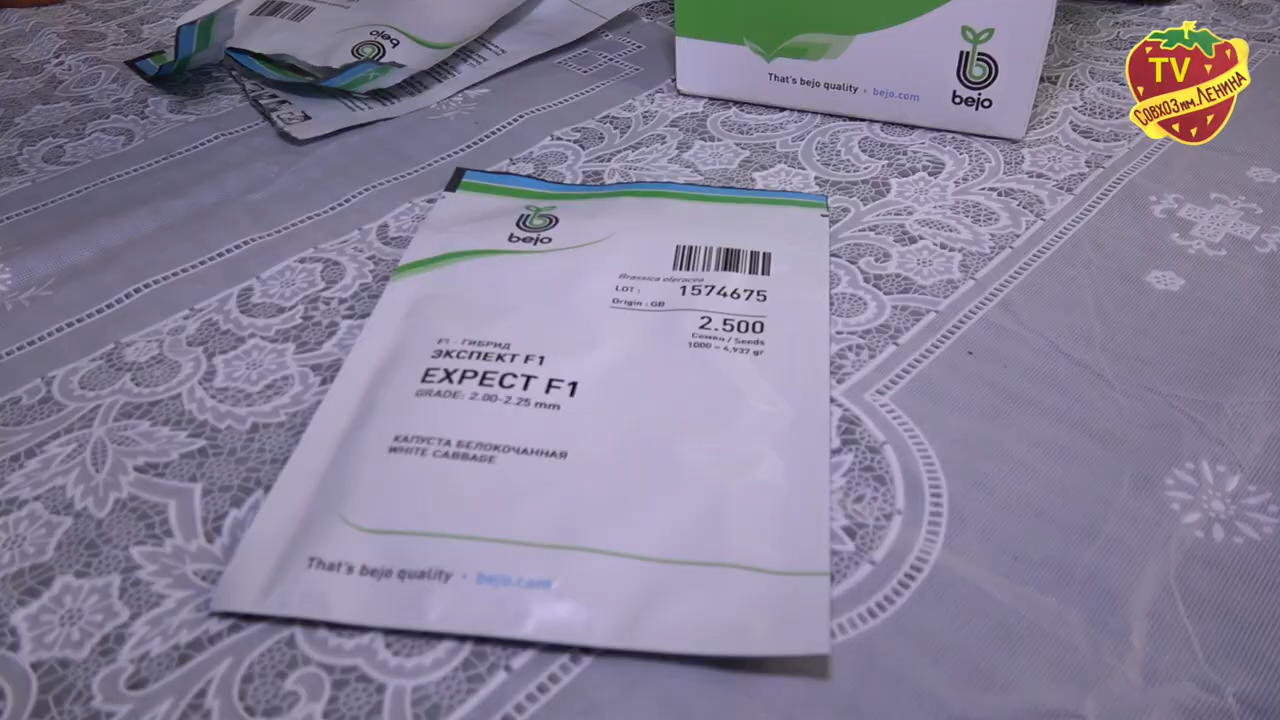 bejo
That's bejo quality • bejo.com
bejo
TV
СОВХОЗ им. ЛЕНИНА
bejo
Brassica oleracea
LOT : 1574675
Origin : GB
2.500
Семян / Seeds
1000 = 4,937 gr
F1 - ГИБРИД
ЭКСПЕКТ F1
EXPECT F1
GRADE: 2.00-2.25 mm
КАПУСТА БЕЛОКОЧАННАЯ
WHITE CABBAGE
That's bejo quality • bejo.com